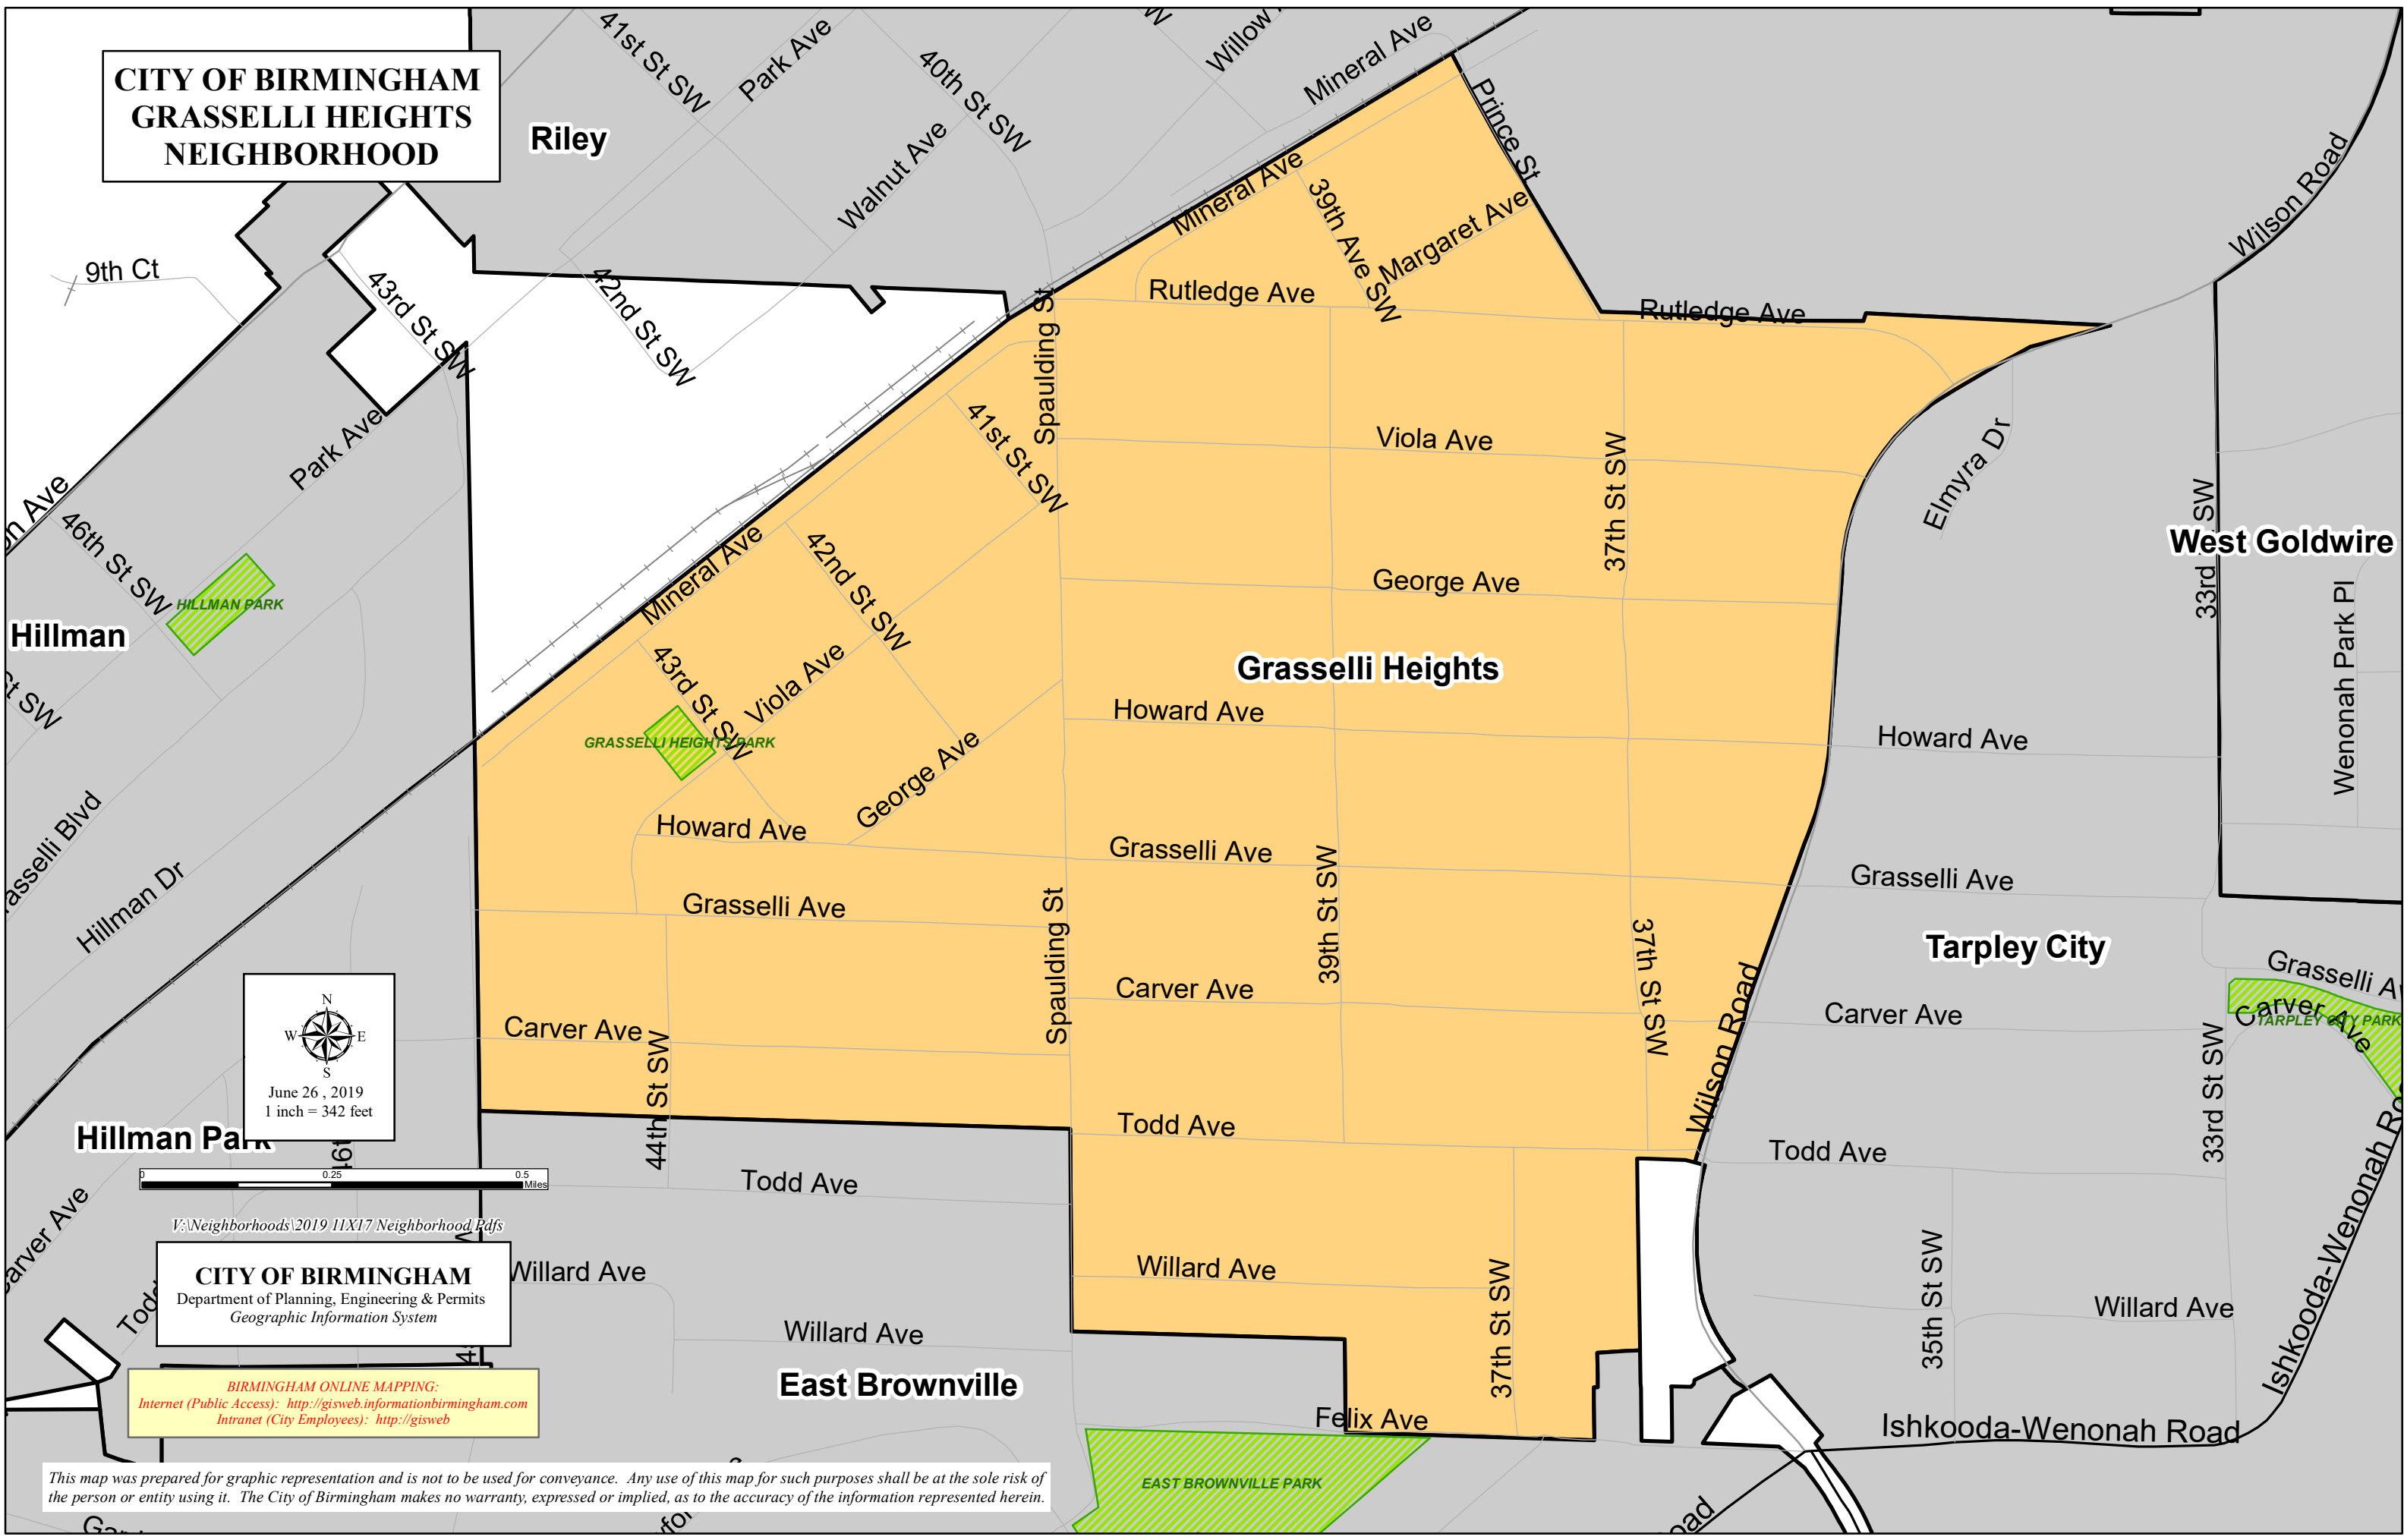 CITY OF BIRMINGHAM
GRASSELLI HEIGHTS
NEIGHBORHOOD
41st St SW
Park Ave
40th St SW
Mineral Ave
Riley
Walnut Ave
Prince St
Wilson Road
Mineral Ave
39th Ave SW
Margaret Ave
9th Ct
43rd St SW
42nd St SW
Rutledge Ave
Rutledge Ave
Spaulding St
Park Ave
41st St SW
Viola Ave
37th St SW
Elmyra Dr
33rd SW
West Goldwire
46th St SW
HILLMAN PARK
Hillman
Mineral Ave
42nd St SW
George Ave
Wenonah Park Pl
St SW
43rd St SW
Viola Ave
Grasselli Heights
GRASSELLI HEIGHTS PARK
George Ave
Howard Ave
Howard Ave
Howard Ave
Grasselli Ave
Grasselli Ave
Hillman Dr
Grasselli Ave
Spaulding St
39th St SW
37th St SW
Tarpley City
Grasselli Av
Carver Ave
TARPLEY CITY PARK
N
W E
S
June 26 , 2019
1 inch = 342 feet
Carver Ave
44th St SW
Carver Ave
Wilson Road
Carver Ave
33rd St SW
Hillman Park
0 0.25 0.5
Miles
Todd Ave
Todd Ave
Todd Ave
Carver Ave
V:\Neighborhoods\2019 11X17 Neighborhood Pdfs
CITY OF BIRMINGHAM
Department of Planning, Engineering & Permits
Geographic Information System
Willard Ave
Willard Ave
Willard Ave
37th St SW
35th St SW
Willard Ave
Ishkooda-Wenonah Ro
East Brownville
BIRMINGHAM ONLINE MAPPING:
Internet (Public Access): http://gisweb.informationbirmingham.com
Intranet (City Employees): http://gisweb
Felix Ave
Ishkooda-Wenonah Road
EAST BROWNVILLE PARK
This map was prepared for graphic representation and is not to be used for conveyance. Any use of this map for such purposes shall be at the sole risk of
the person or entity using it. The City of Birmingham makes no warranty, expressed or implied, as to the accuracy of the information represented herein.